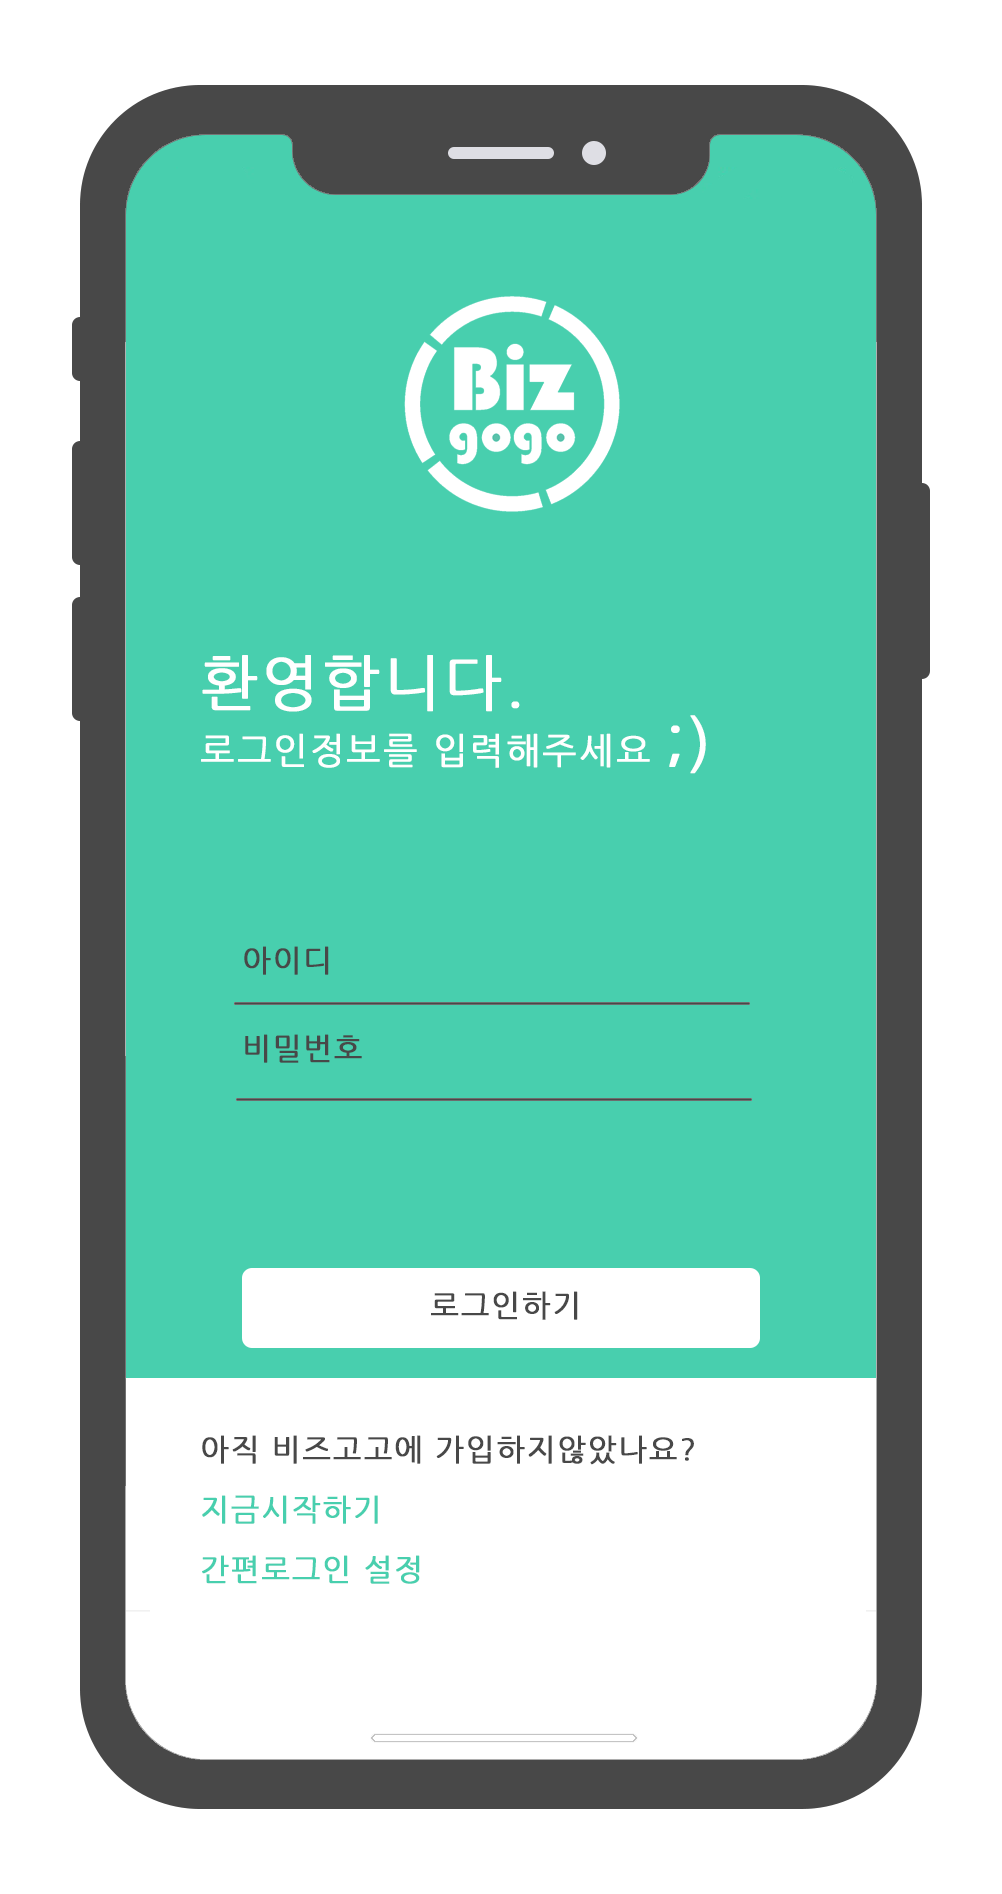 Biz
gogo
환영합니다.
로그인정보를 입력해주세요 ;)
아이디
비밀번호
로그인하기
아직 비즈고고에 가입하지않았나요?
지금시작하기
간편로그인 설정